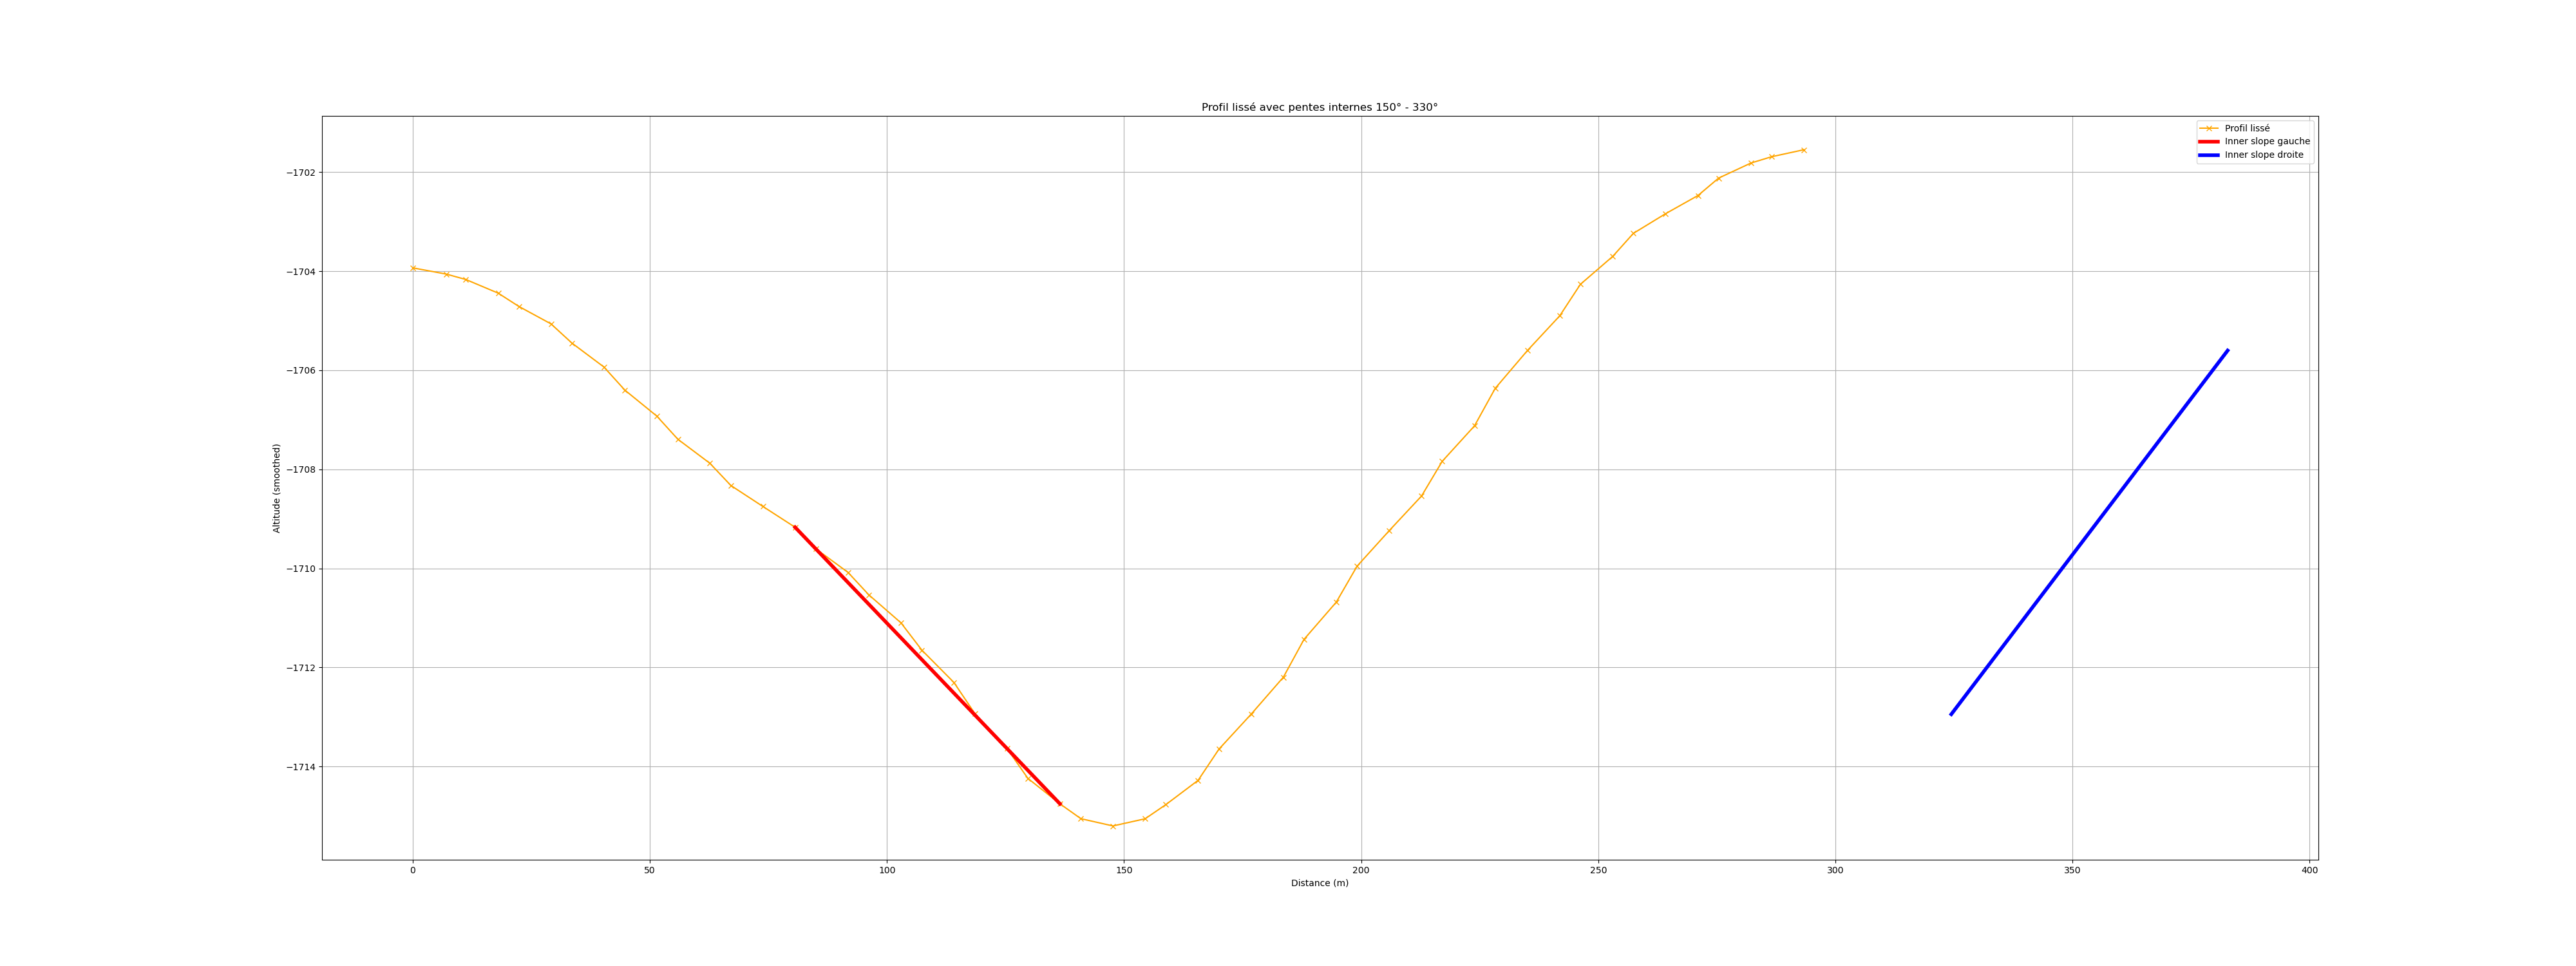 Profil lissé avec pentes internes 150° - 330°
Profil lissé
Inner slope gauche
Inner slope droite
Altitude (smoothed)
−1702
−1704
−1706
−1708
−1710
−1712
−1714
0 50 100 150 200 250 300 350 400
Distance (m)